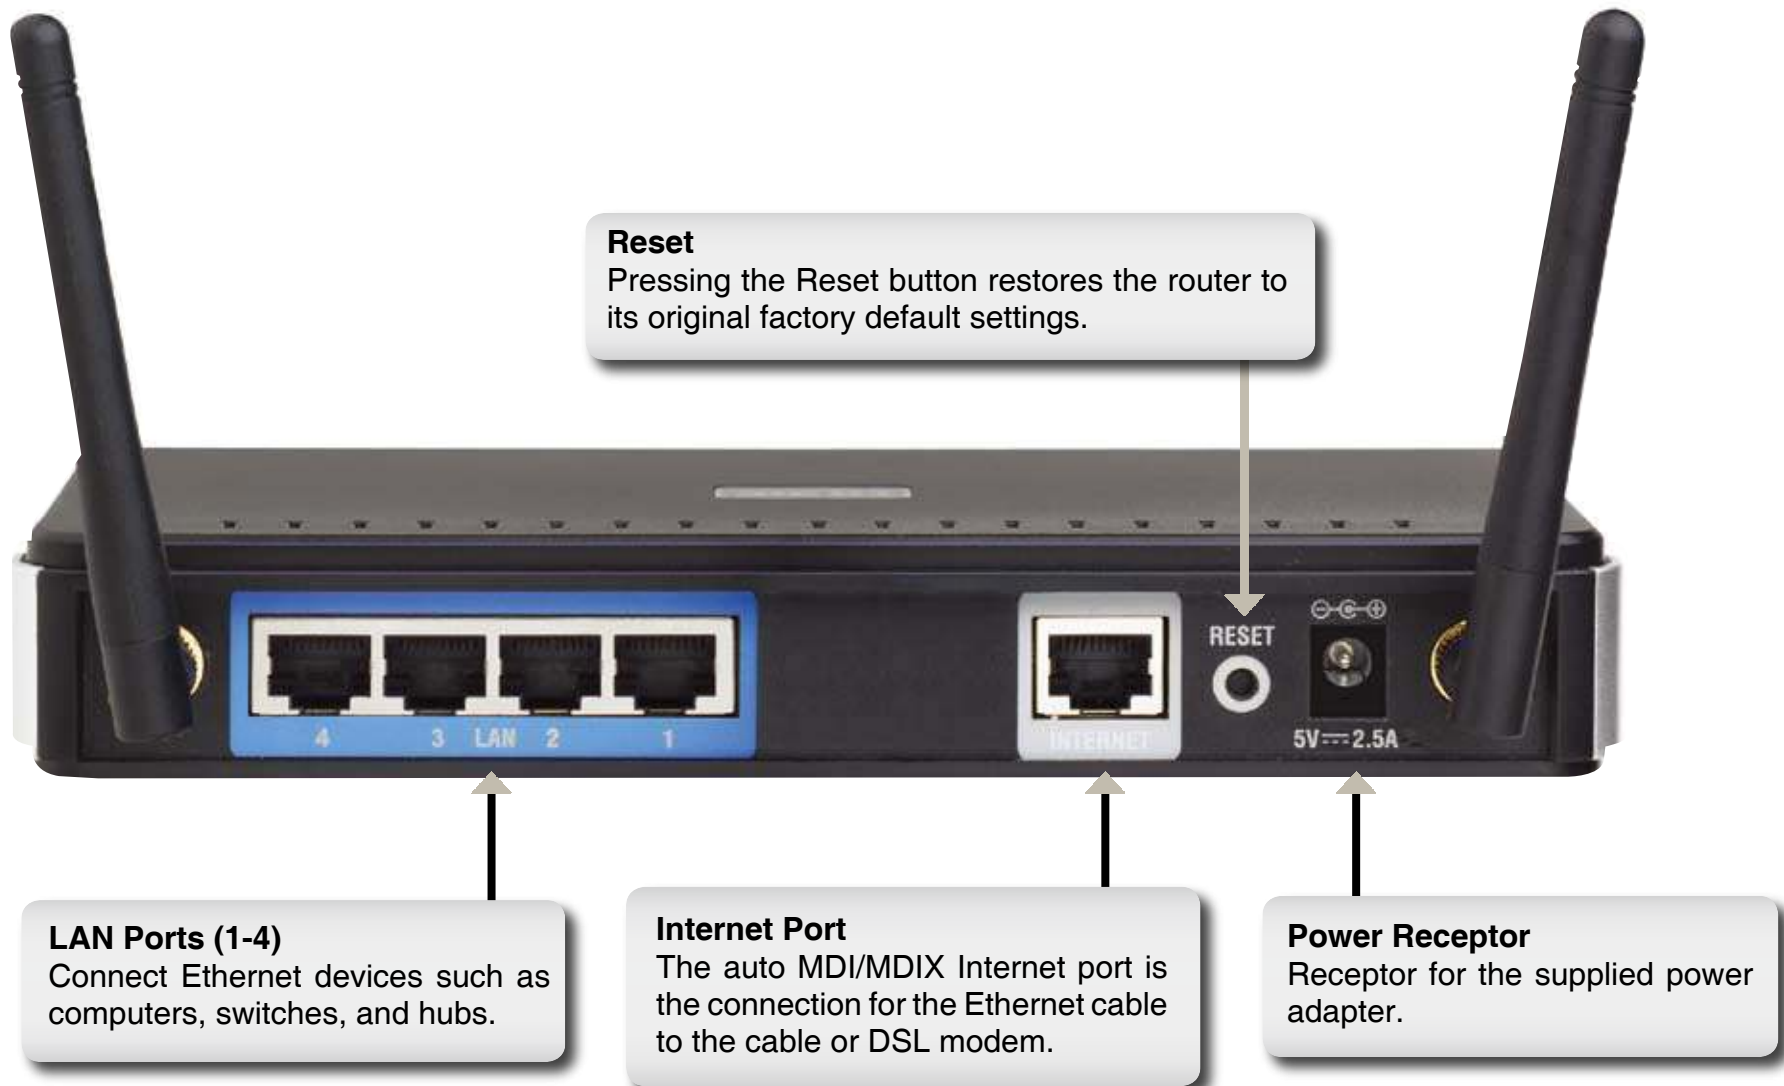 Reset
Pressing the Reset button restores the router to
its original factory default settings.
RESET
4 3 LAN 2 1
INTERNET
5V⎓2.5A
LAN Ports (1-4)
Connect Ethernet devices such as
computers, switches, and hubs.
Internet Port
The auto MDI/MDIX Internet port is
the connection for the Ethernet cable
to the cable or DSL modem.
Power Receptor
Receptor for the supplied power
adapter.